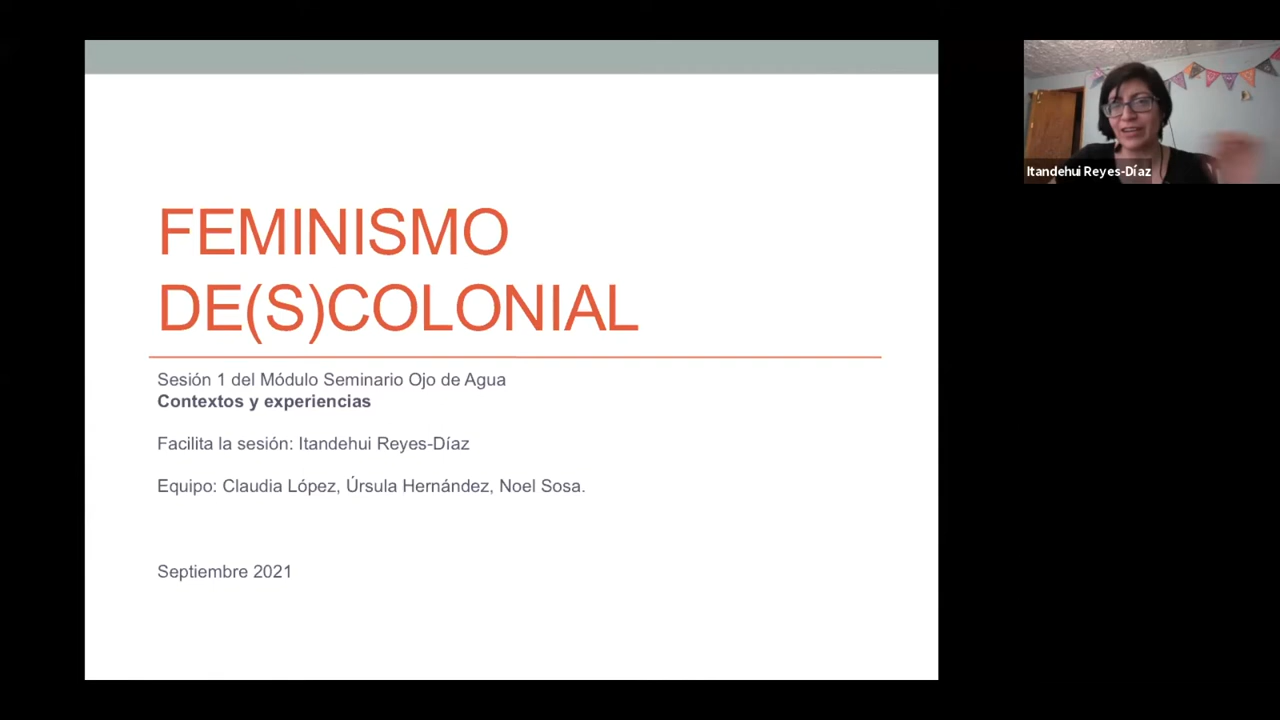 FEMINISMO
DE(S)COLONIAL
Sesión 1 del Módulo Seminario Ojo de Agua
Contextos y experiencias
Facilita la sesión: Itandehui Reyes-Díaz
Equipo: Claudia López, Úrsula Hernández, Noel Sosa.
Septiembre 2021
Itandehui Reyes-Díaz